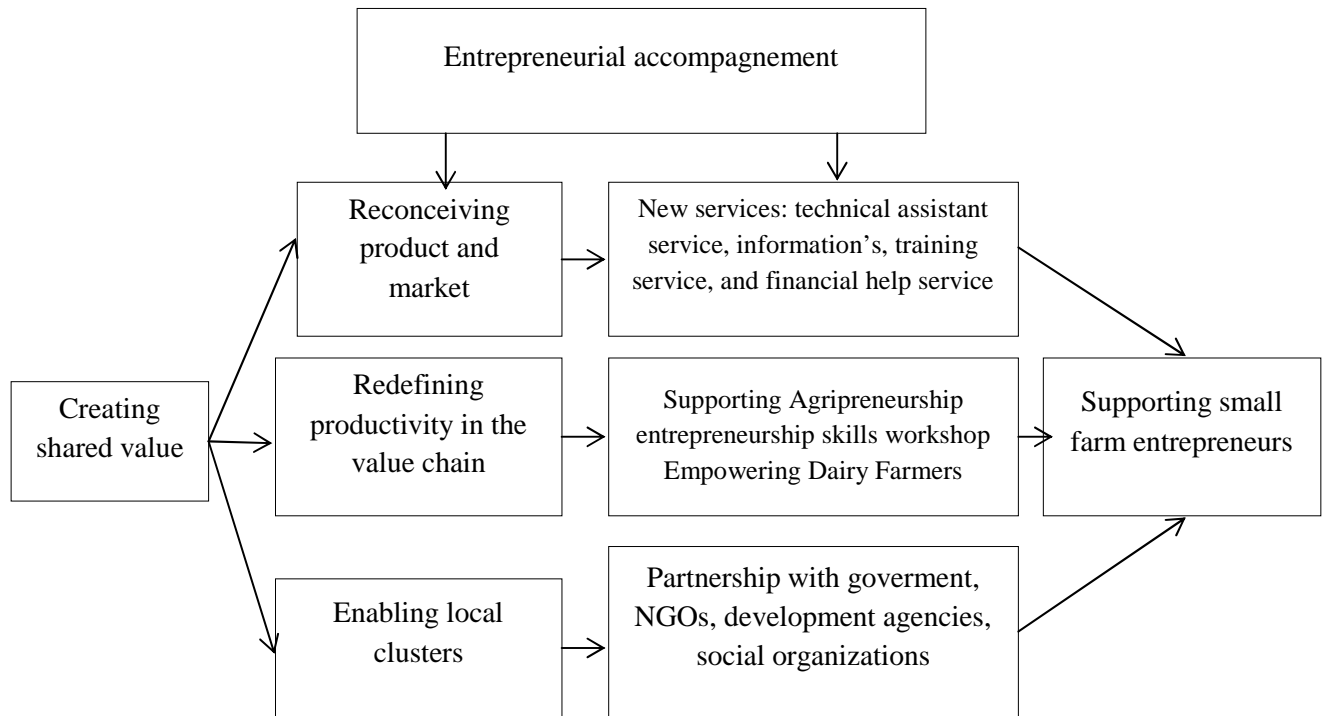 Entrepreneurial accompagnement
Reconceiving
product and
market
New services: technical assistant
service, information’s, training
service, and financial help service
Creating
shared value
Redefining
productivity in the
value chain
Supporting Agripreneurship
entrepreneurship skills workshop
Empowering Dairy Farmers
Supporting small
farm entrepreneurs
Enabling local
clusters
Partnership with goverment,
NGOs, development agencies,
social organizations